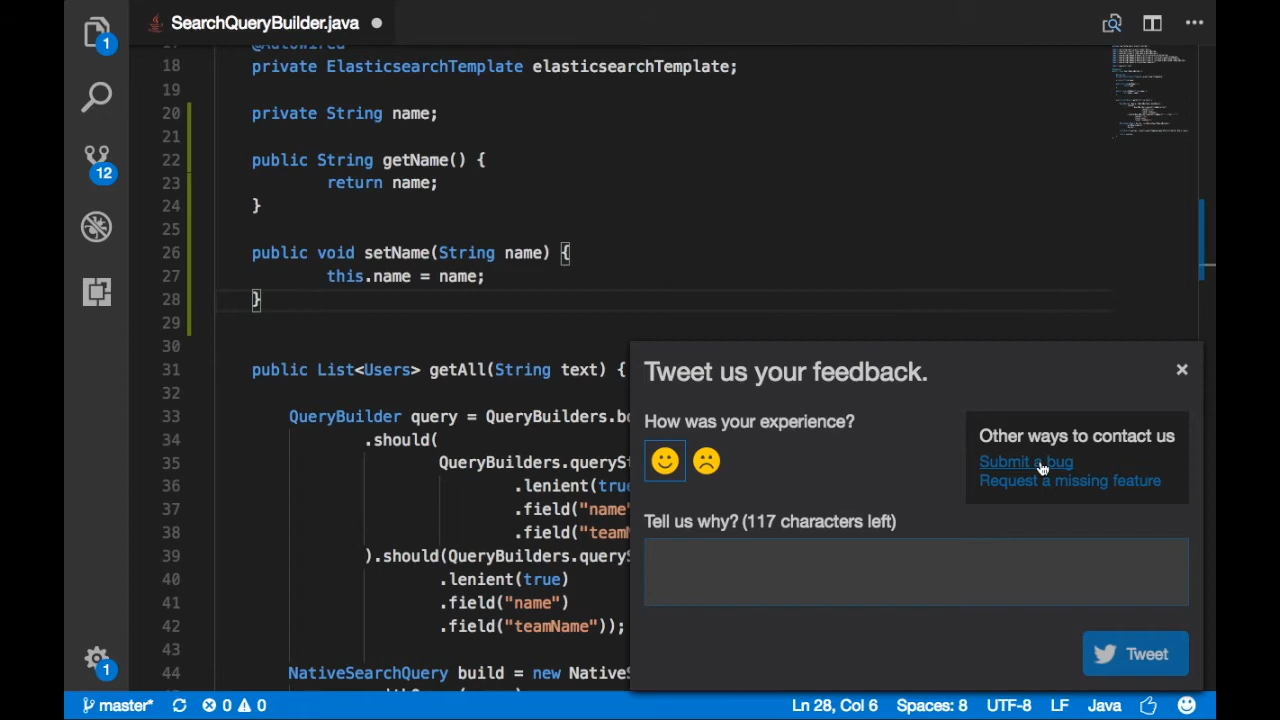 SearchQueryBuilder.java
1
12
1
17 @Autowired
18 private ElasticsearchTemplate elasticsearchTemplate;
19
20 private String name;
21
22 public String getName() {
23 return name;
24 }
25
26 public void setName(String name) {
27 this.name = name;
28 }
29
30
31 public List<Users> getAll(String text) {
32
33 QueryBuilder query = QueryBuilders.bo
34 .should(
35 QueryBuilders.querySt
36 .lenient(tru
37 .field("name
38 .field("team
39 ).should(QueryBuilders.queryS
40 .lenient(true)
41 .field("name")
42 .field("teamName"));
43
44 NativeSearchQuery build = new NativeS
Tweet us your feedback.
How was your experience?
Other ways to contact us
Submit a bug
Request a missing feature
Tell us why? (117 characters left)
Tweet
master* 0 0 Ln 28, Col 6 Spaces: 8 UTF-8 LF Java